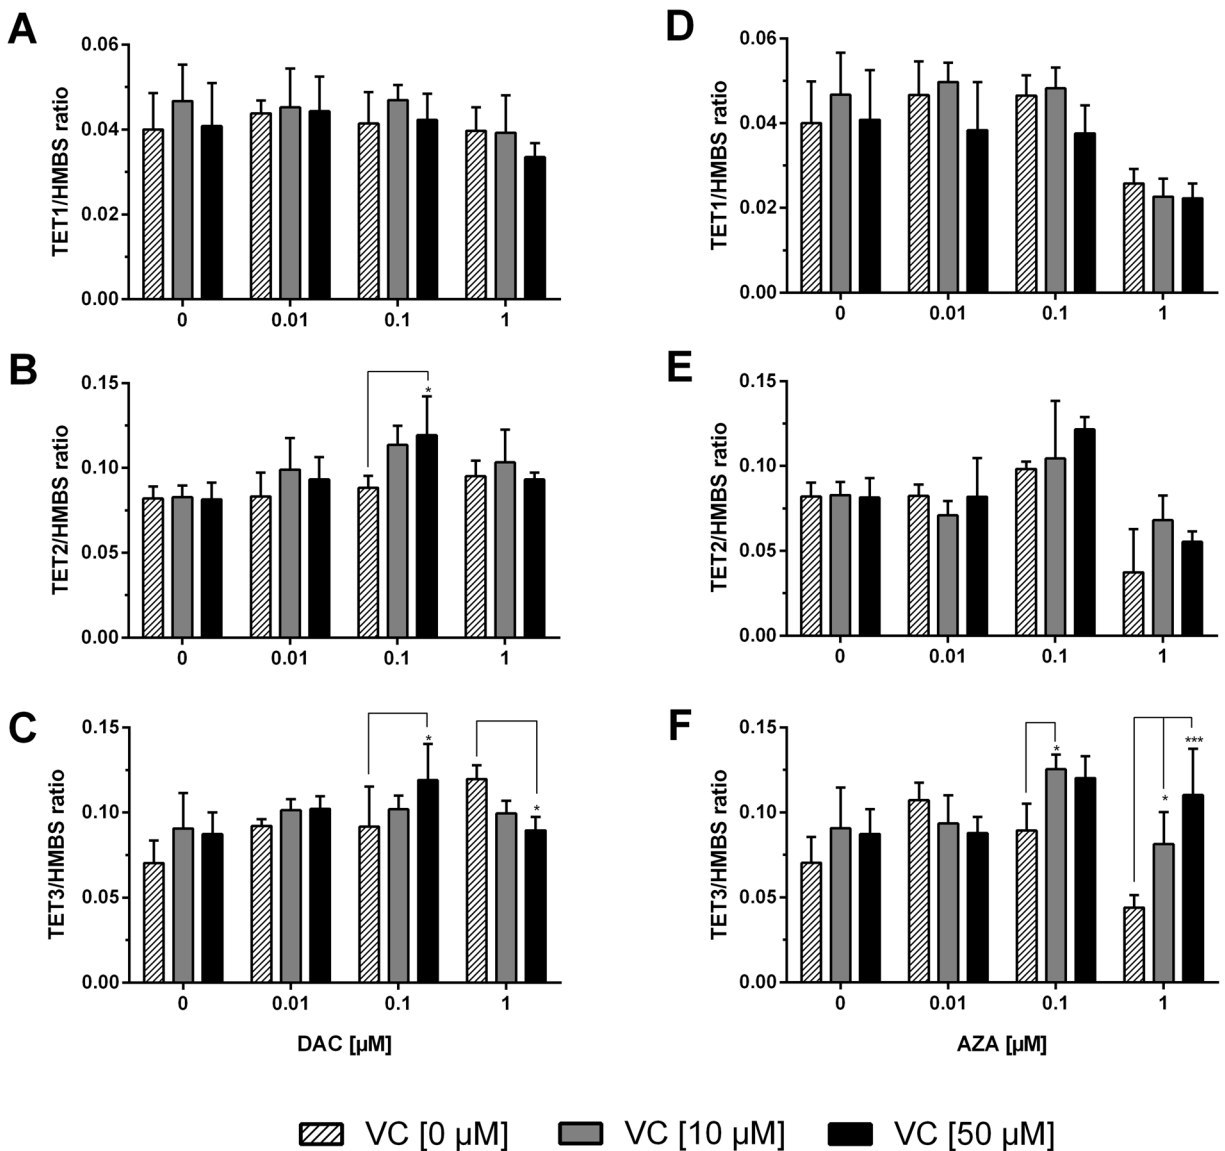 A
TET1/HMBS ratio
0.06
0.04
0.02
0.00
0 0.01 0.1 1
D
TET1/HMBS ratio
0.06
0.04
0.02
0.00
0 0.01 0.1 1
B
TET2/HMBS ratio
0.15
0.10
0.05
0.00
*
0 0.01 0.1 1
E
TET2/HMBS ratio
0.15
0.10
0.05
0.00
0 0.01 0.1 1
C
TET3/HMBS ratio
0.15
0.10
0.05
0.00
* *
0 0.01 0.1 1
DAC [µM]
F
TET3/HMBS ratio
0.15
0.10
0.05
0.00
* * ***
0 0.01 0.1 1
AZA [µM]
VC [0 µM] VC [10 µM] VC [50 µM]